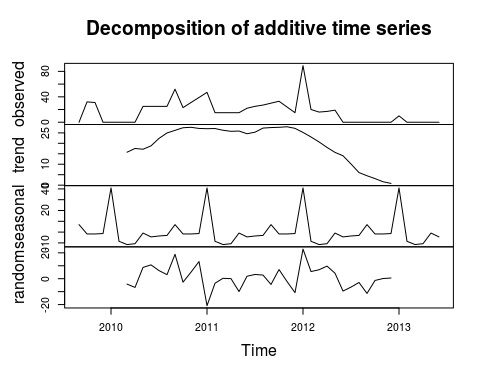 Decomposition of additive time series
observed
0 40 80
trend
0 10 25
seasonal
-10 20 40
random
-20 0 20
2010 2011 2012 2013
Time